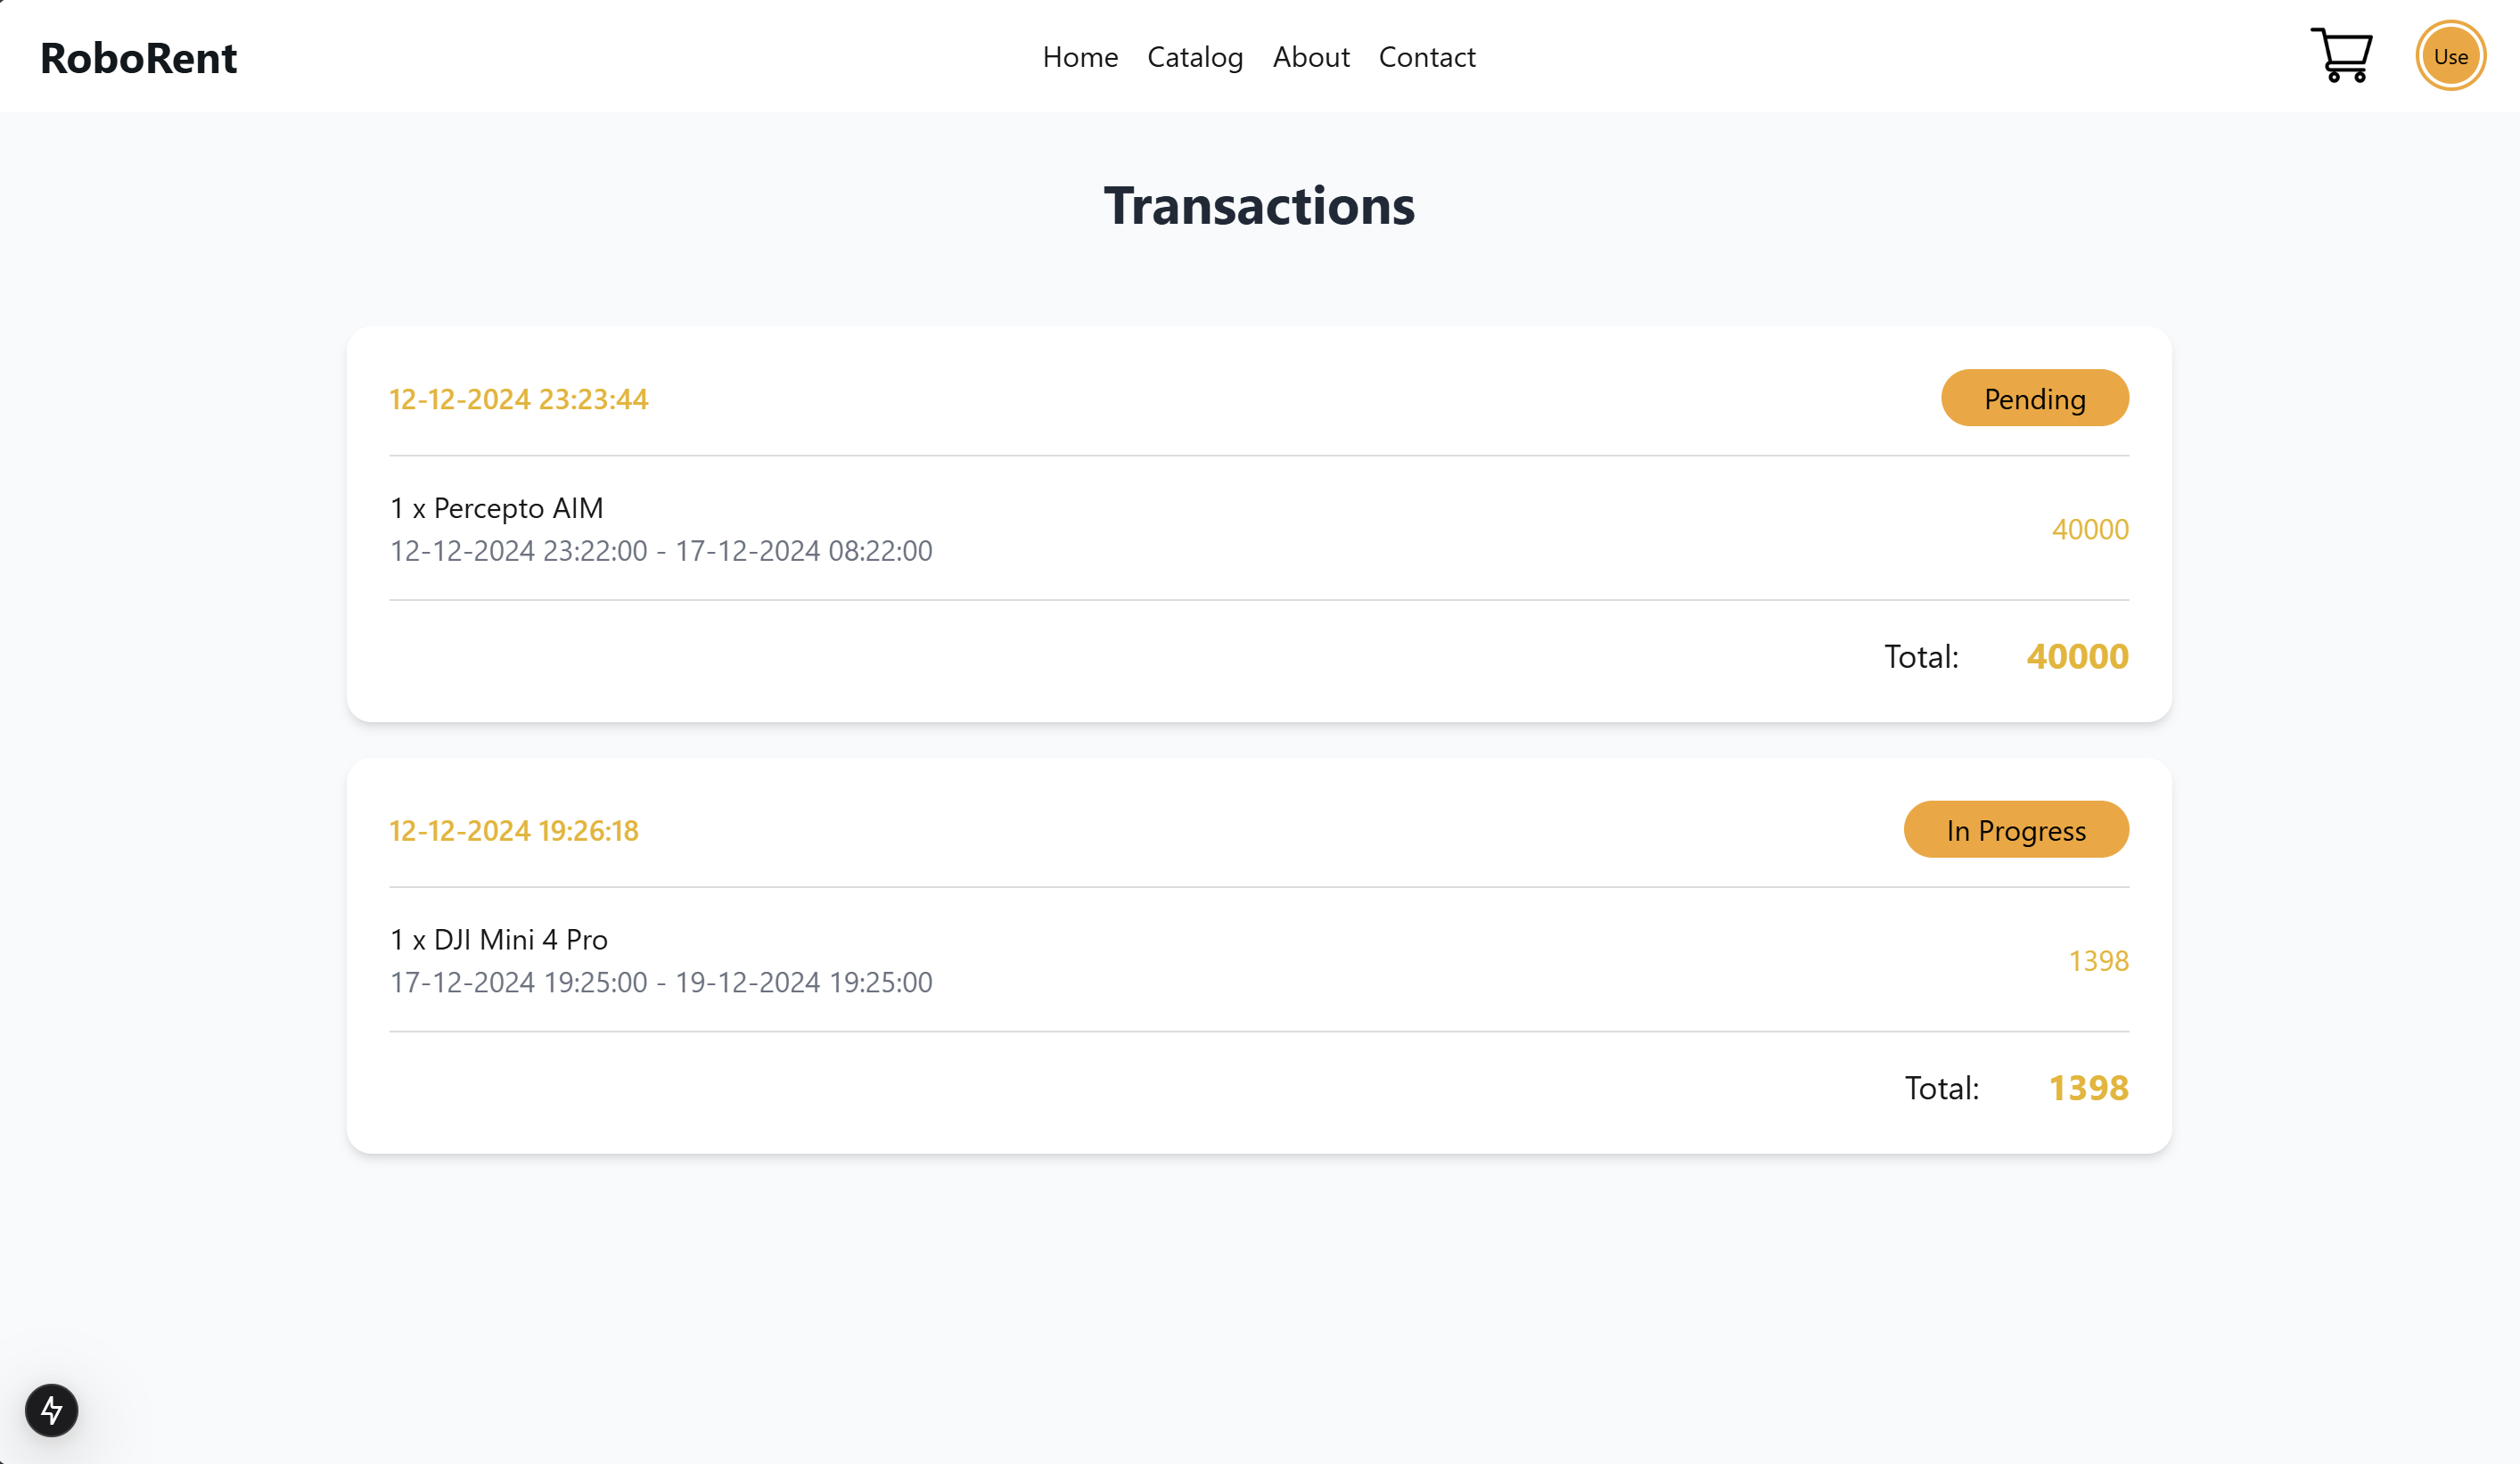 RoboRent
Home Catalog About Contact
Use
Transactions
12-12-2024 23:23:44
Pending
1 x Percepto AIM
12-12-2024 23:22:00 - 17-12-2024 08:22:00
40000
Total: 40000
12-12-2024 19:26:18
In Progress
1 x DJI Mini 4 Pro
17-12-2024 19:25:00 - 19-12-2024 19:25:00
1398
Total: 1398